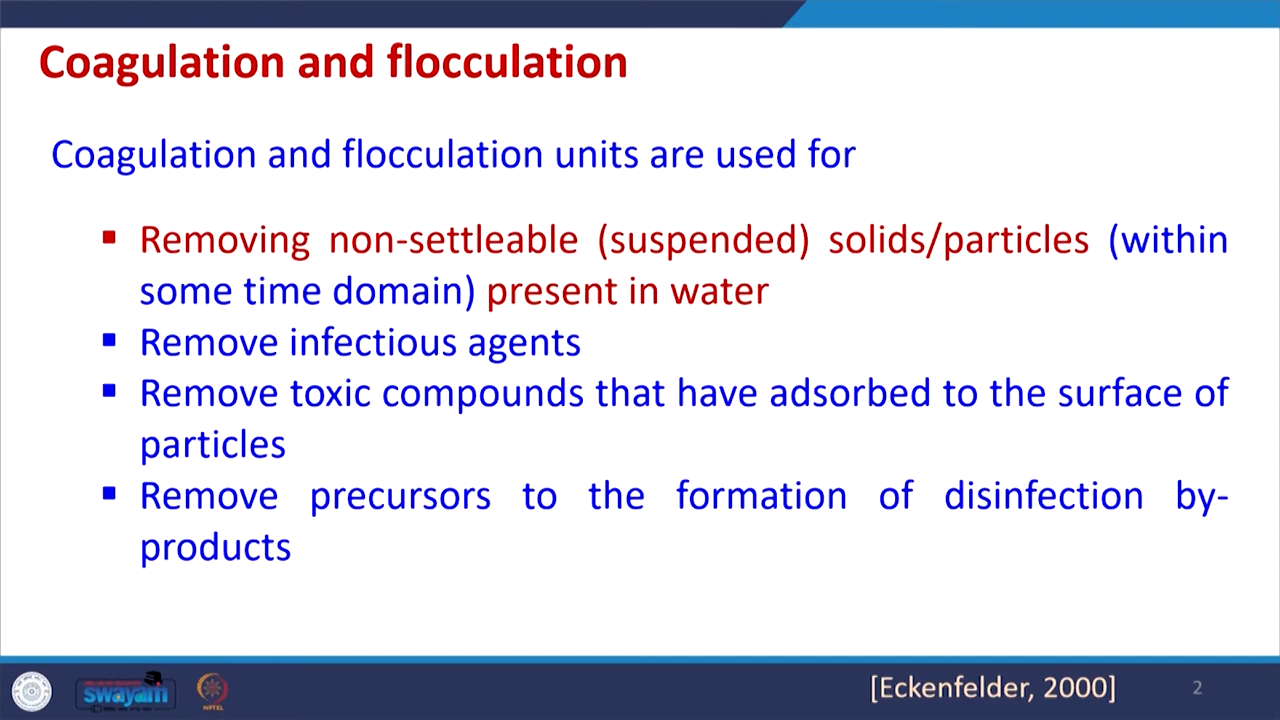 Coagulation and flocculation
Coagulation and flocculation units are used for
▪ Removing non-settleable (suspended) solids/particles (within
some time domain) present in water
▪ Remove infectious agents
▪ Remove toxic compounds that have adsorbed to the surface of
particles
▪ Remove precursors to the formation of disinfection by-
products
swayam
NPTEL
[Eckenfelder, 2000]
2